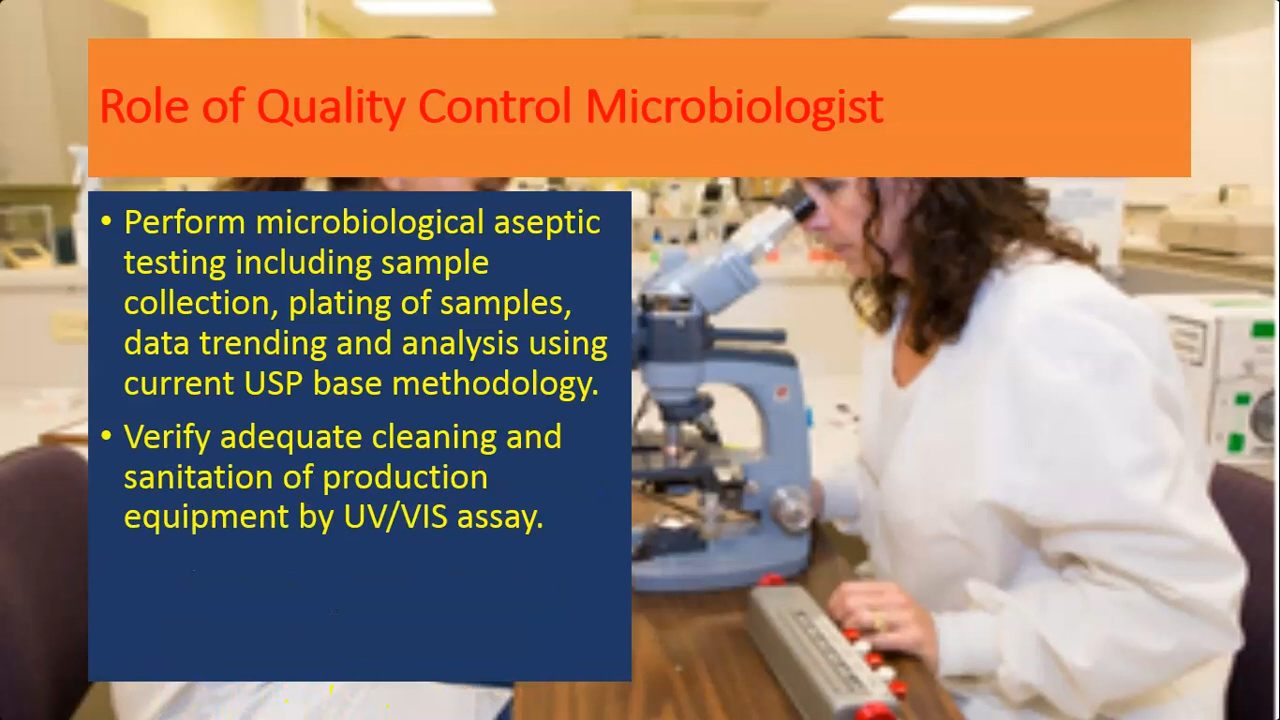 Role of Quality Control Microbiologist
• Perform microbiological aseptic
testing including sample
collection, plating of samples,
data trending and analysis using
current USP base methodology.
• Verify adequate cleaning and
sanitation of production
equipment by UV/VIS assay.